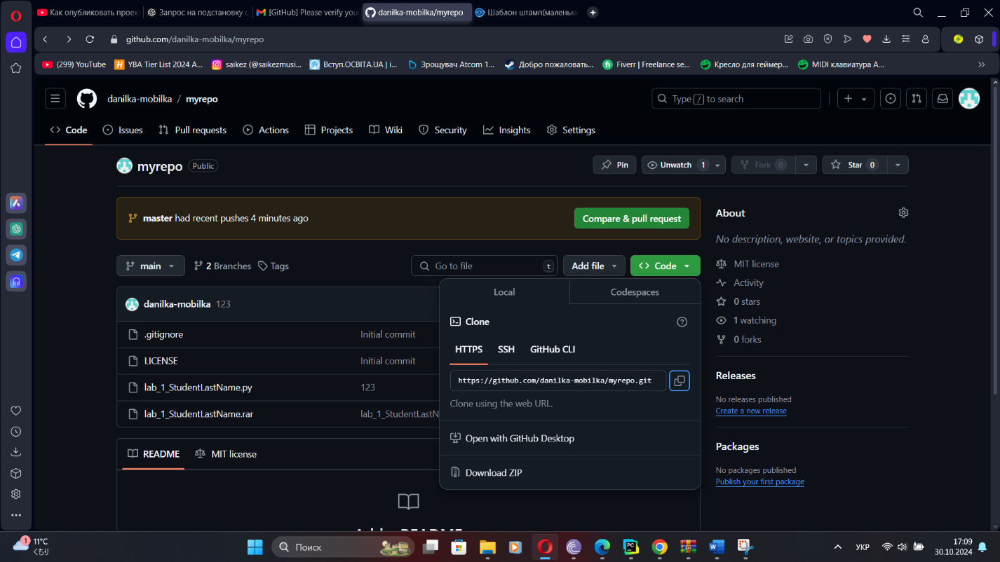 Как опубликовать проек
Запрос на подстановку с
[GitHub] Please verify you
danilka-mobilka/myrepo
Шаблон штамп(маленьки
github.com/danilka-mobilka/myrepo
(299) YouTube
YBA Tier List 2024 A...
saikez (@saikezmusi...
Вступ.ОСВІТА.UA | і...
Зрощувач Atcom 1...
Добро пожаловать...
Fiverr | Freelance se...
Кресло для геймер...
MIDI клавиатура A...
danilka-mobilka / myrepo
Type / to search
Code
Issues
Pull requests
Actions
Projects
Wiki
Security
Insights
Settings
myrepo
Public
Pin
Unwatch 1
Fork 0
Star 0
master had recent pushes 4 minutes ago
Compare & pull request
main
2 Branches
Tags
Go to file t
Add file
Code
danilka-mobilka 123
.gitignore Initial commit
LICENSE Initial commit
lab_1_StudentLastName.py 123
lab_1_StudentLastName.rar lab_1_StudentLastN
README
MIT license
Local
Codespaces
Clone
HTTPS
SSH
GitHub CLI
https://github.com/danilka-mobilka/myrepo.git
Clone using the web URL.
Open with GitHub Desktop
Download ZIP
About
No description, website, or topics provided.
MIT license
Activity
0 stars
1 watching
0 forks
Releases
No releases published
Create a new release
Packages
No packages published
Publish your first package
1
11°C
くもり
Поиск
PC
УКР
17:09
30.10.2024